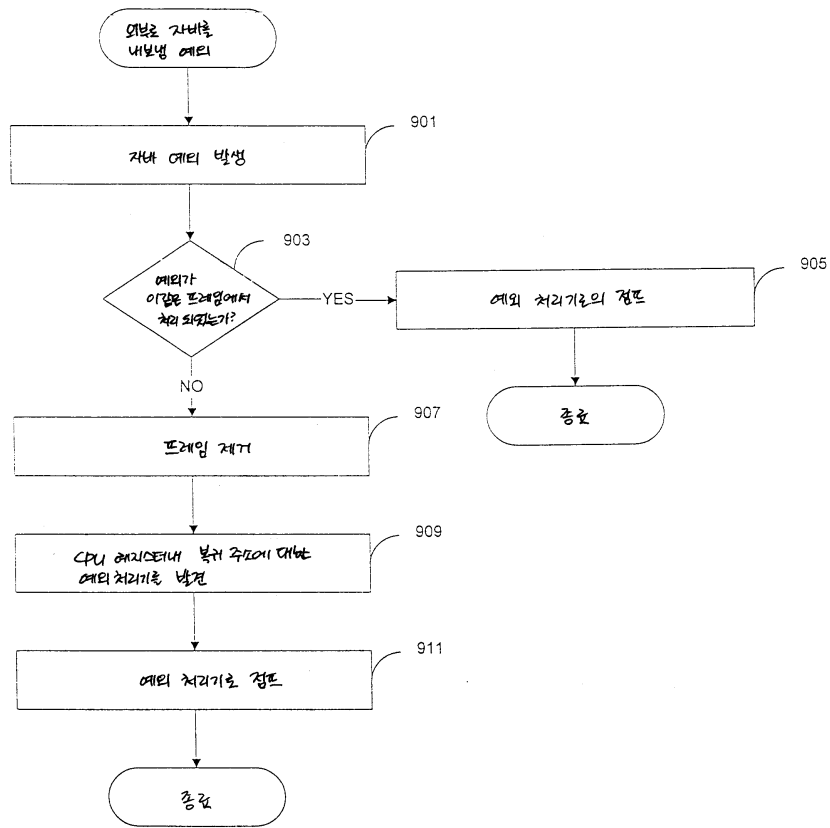 외부로 자바를
내보냄 예외
901
자바 예외 발생
903
예외가
이같은 프레임에서
처리 되었는가?
YES
905
예외 처리기로의 점프
종료
NO
907
프레임 제거
909
CPU 레지스터내 복귀 주소에 대한
예외 처리기를 발견
911
예외 처리기로 점프
종료